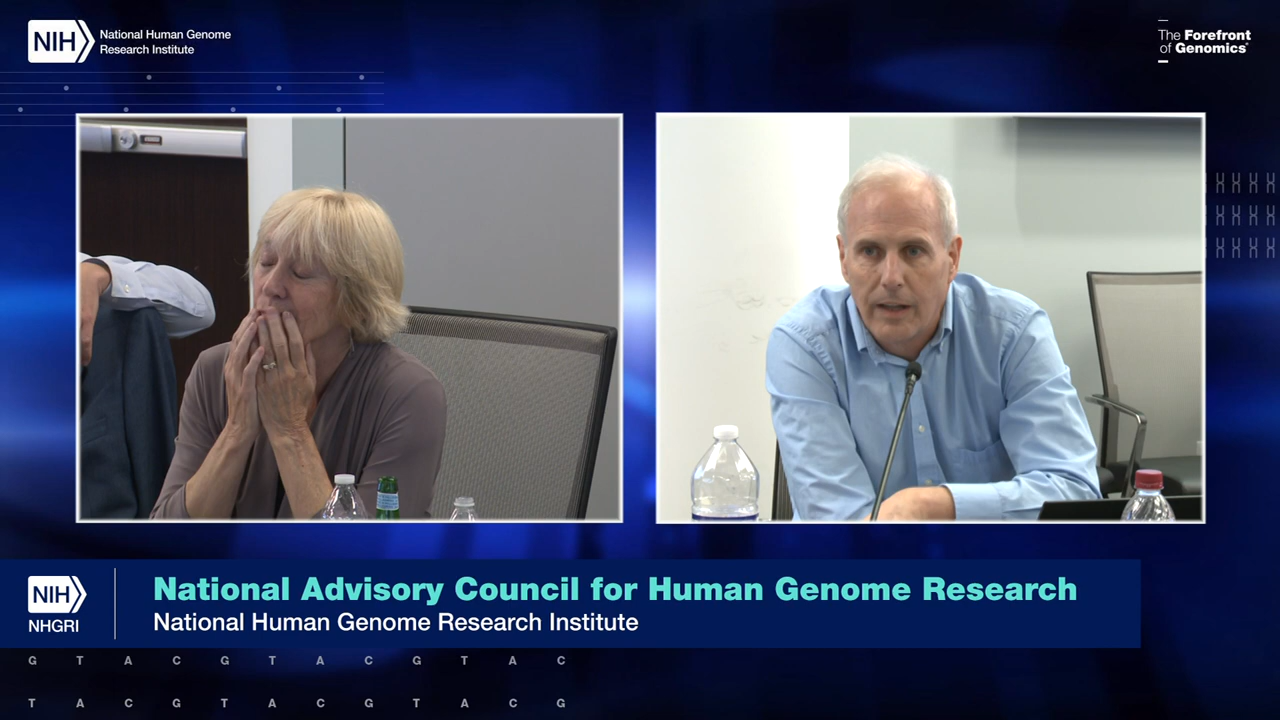 NIH
National Human Genome
Research Institute
The Forefront
of Genomics®
National Advisory Council for Human Genome Research
NIH
NHGRI
National Human Genome Research Institute
G T A C G T A C G T A C
T A C G T A C G T A C G